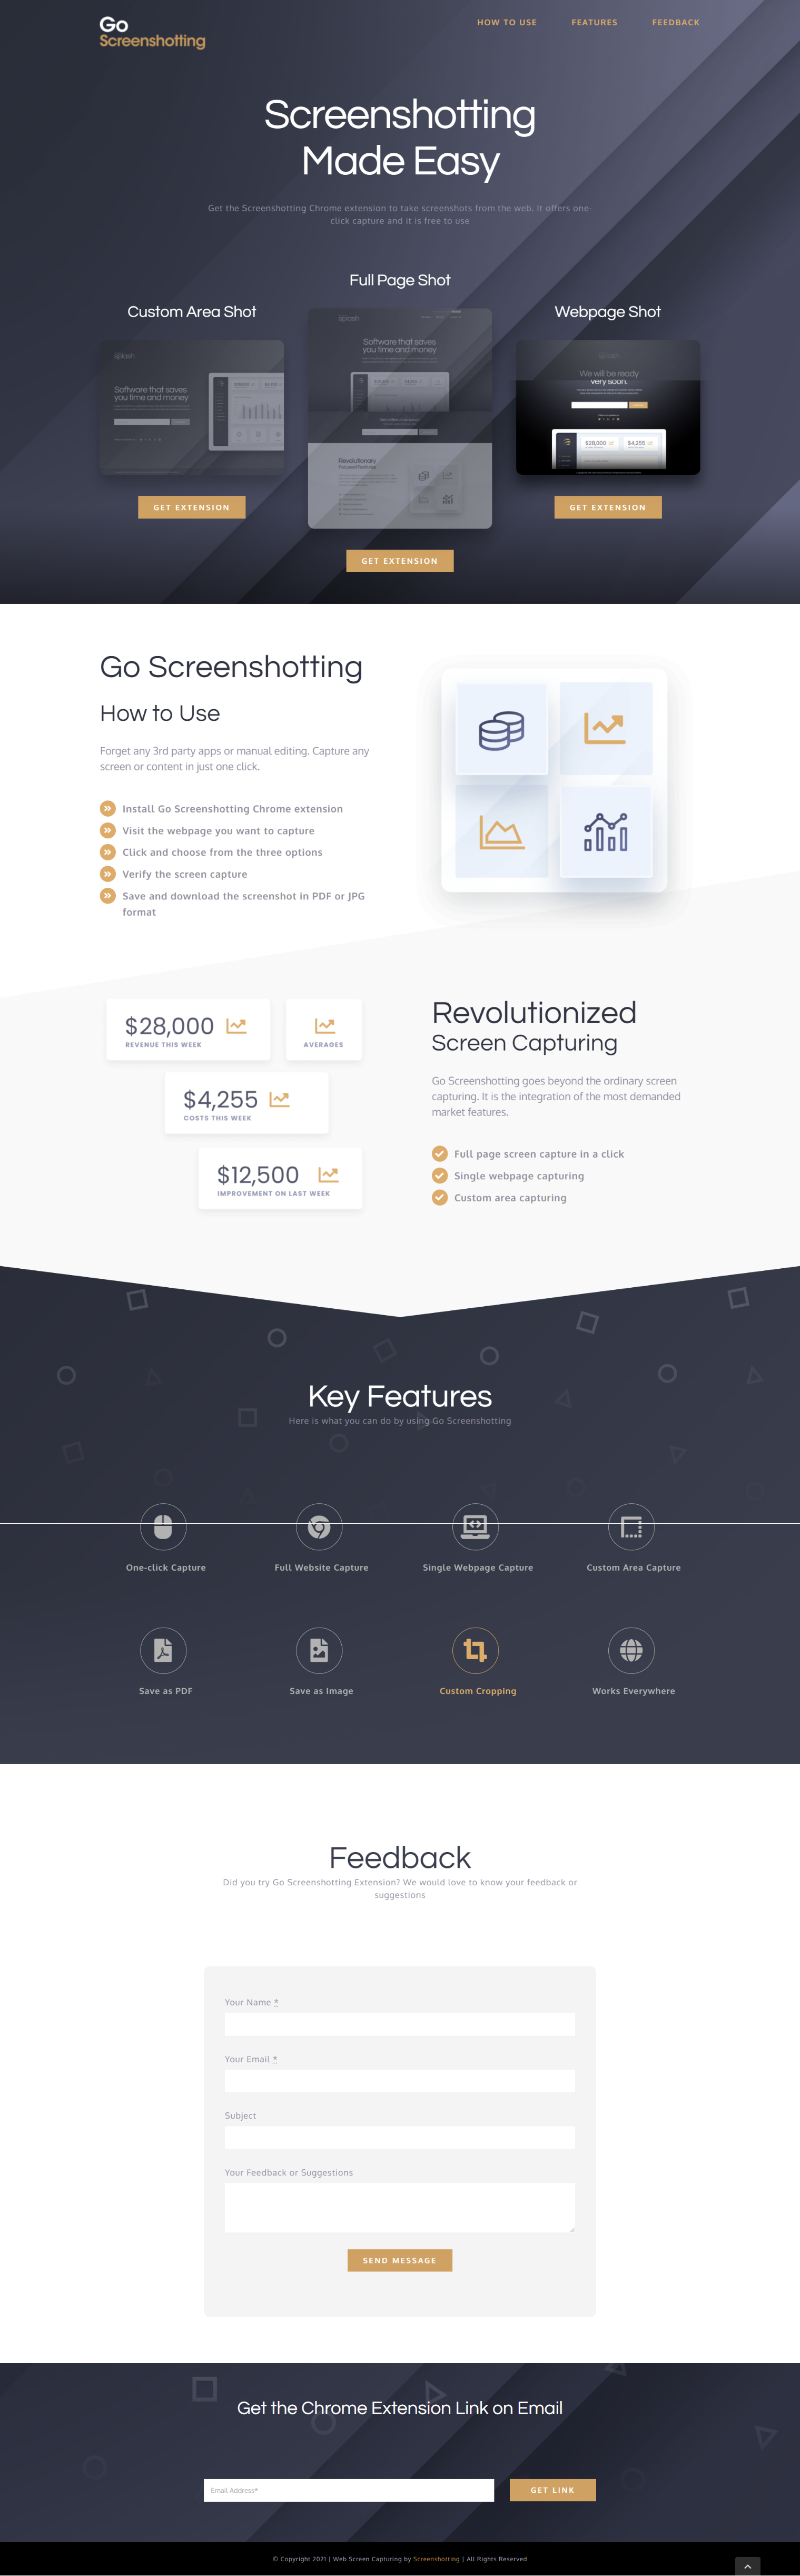 Go
Screenshotting
HOW TO USE
FEATURES
FEEDBACK
Screenshotting
Made Easy
Get the Screenshotting Chrome extension to take screenshots from the web. It offers one-
click capture and it is free to use
Custom Area Shot
splash
Software that saves
you time and money
GET EXTENSION
Full Page Shot
splash
Software that saves
you time and money
Revolutionary
GET EXTENSION
Webpage Shot
splash
We will be ready
very soon.
$28,000
$4,255
GET EXTENSION
Go Screenshotting
How to Use
Forget any 3rd party apps or manual editing. Capture any
screen or content in just one click.
Install Go Screenshotting Chrome extension
Visit the webpage you want to capture
Click and choose from the three options
Verify the screen capture
Save and download the screenshot in PDF or JPG
format
$28,000
REVENUE THIS WEEK
AVERAGES
$4,255
COSTS THIS WEEK
$12,500
IMPROVEMENT ON LAST WEEK
Revolutionized
Screen Capturing
Go Screenshotting goes beyond the ordinary screen
capturing. It is the integration of the most demanded
market features.
Full page screen capture in a click
Single webpage capturing
Custom area capturing
Key Features
Here is what you can do by using Go Screenshotting
One-click Capture
Full Website Capture
Single Webpage Capture
Custom Area Capture
Save as PDF
Save as Image
Custom Cropping
Works Everywhere
Feedback
Did you try Go Screenshotting Extension? We would love to know your feedback or
suggestions
Your Name *
Your Email *
Subject
Your Feedback or Suggestions
SEND MESSAGE
Get the Chrome Extension Link on Email
Email Address*
GET LINK
© Copyright 2021 | Web Screen Capturing by Screenshotting | All Rights Reserved